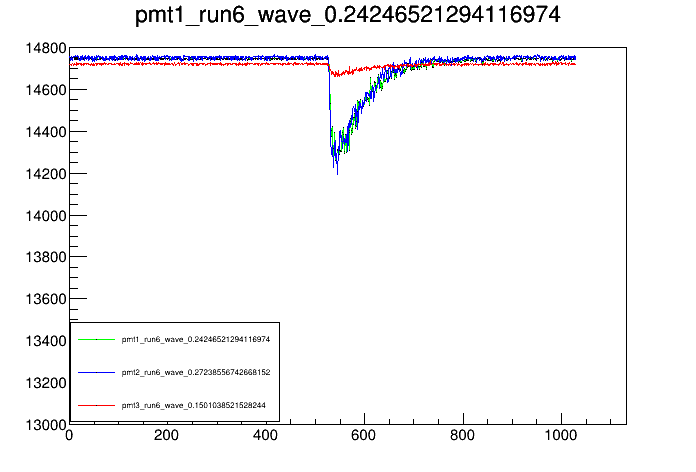 pmt1_run6_wave_0.24246521294116974
14800
14600
14400
14200
14000
13800
13600
13400
13200
13000
pmt1_run6_wave_0.24246521294116974
pmt2_run6_wave_0.27238556742668152
pmt3_run6_wave_0.1501038521528244
0 200 400 600 800 1000